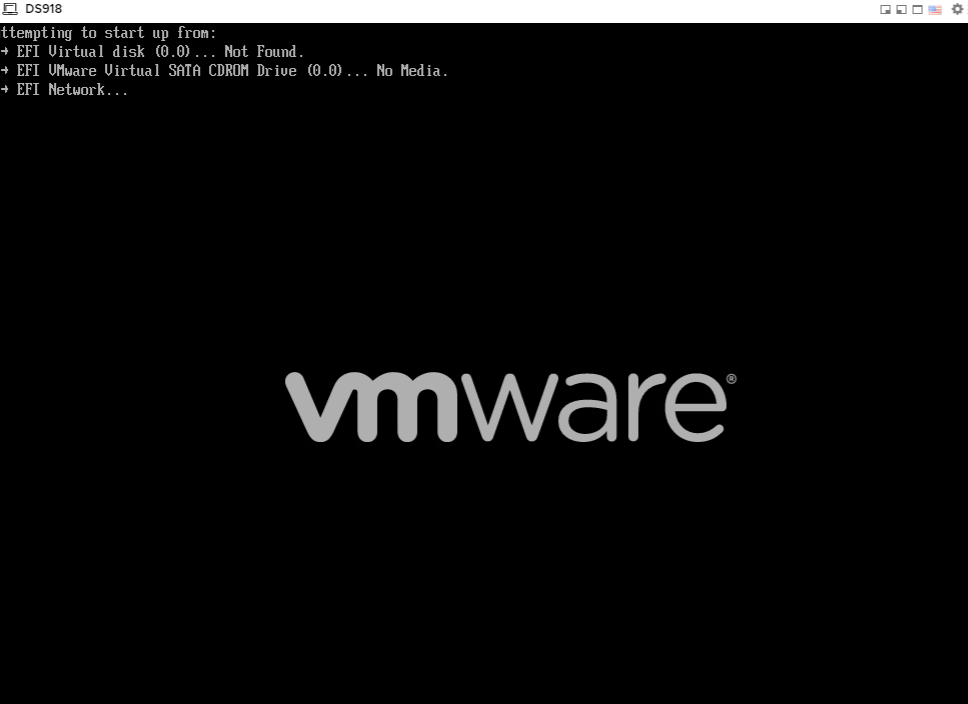 DS918
ttempting to start up from:
→ EFI Virtual disk (0.0)... Not Found.
→ EFI VMware Virtual SATA CDROM Drive (0.0)... No Media.
→ EFI Network...
vmware®